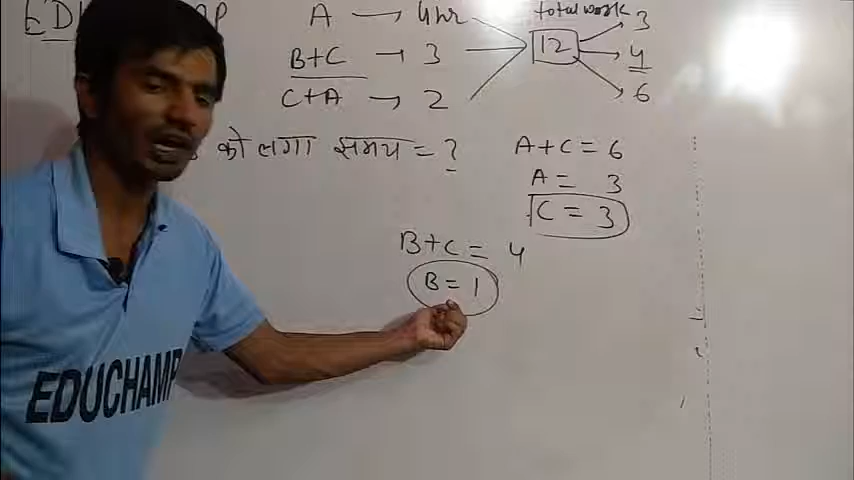 A → 4hr
total work
B+C → 3
12
3
4
6
C+A → 2
को लगा समय = ?
A+C = 6
A = 3
C = 3
B+C = 4
B = 1
EDUCHAMP